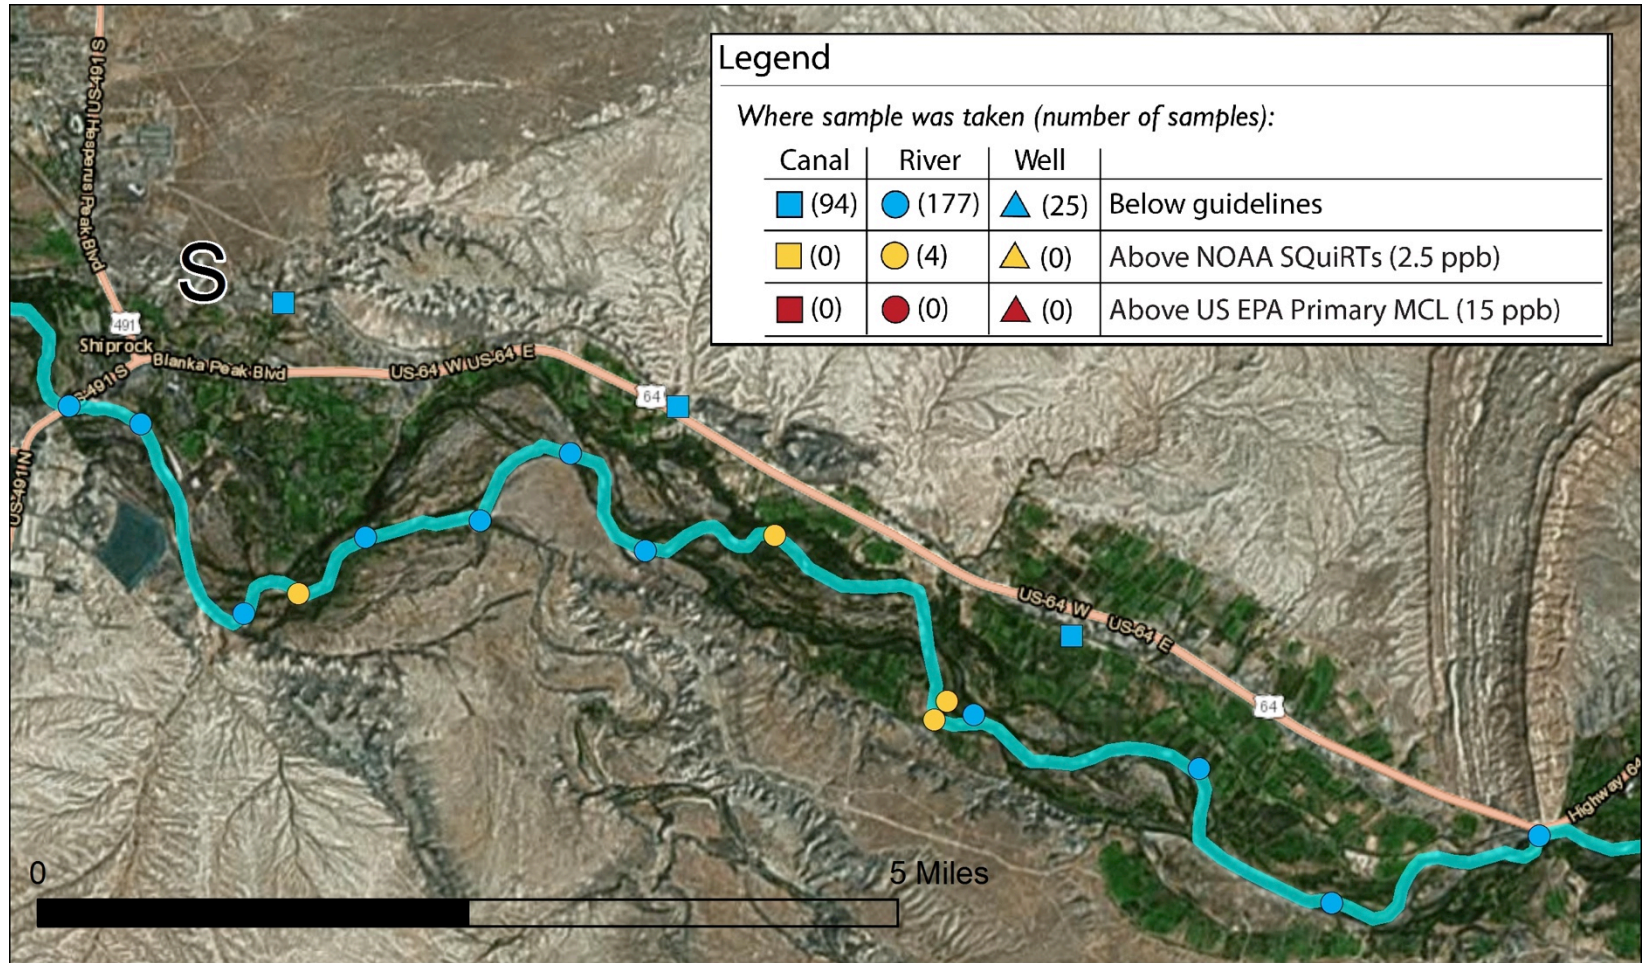 Legend
Where sample was taken (number of samples):
Canal River Well
(94) (177) (25) Below guidelines
(0) (4) (0) Above NOAA SQuiRTs (2.5 ppb)
(0) (0) (0) Above US EPA Primary MCL (15 ppb)
S US-491
Hesperus Peak Blvd
S
491
Shiprock
Blanka Peak Blvd
US-64 W US-64 E
64
S-491 S
US-491 N
US-64 W
US-64 E
64
Highway 64
0 5 Miles